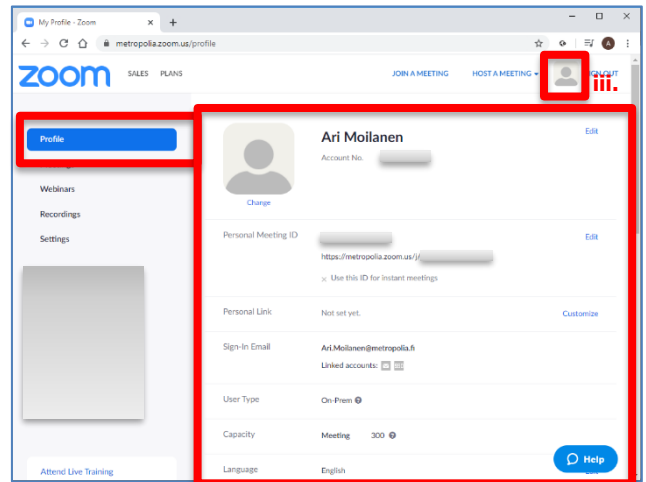 My Profile - Zoom
metropolia.zoom.us/profile
A
zoom SALES PLANS JOIN A MEETING HOST A MEETING OUT
iii.
Profile
Webinars
Recordings
Settings
Attend Live Training
Change
Ari Moilanen Edit
Account No.
Personal Meeting ID Edit
https://metropolia.zoom.us/j/
× Use this ID for instant meetings
Personal Link Not set yet. Customize
Sign-In Email Ari.Moilanen@metropolia.fi
Linked accounts:
User Type On-Prem
Capacity Meeting 300
Language English
Help